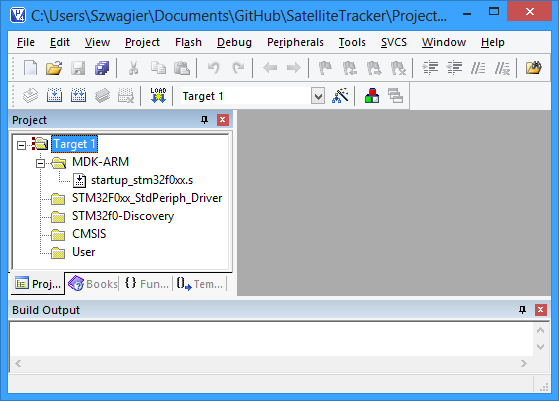 C:\Users\Szwagier\Documents\GitHub\SatelliteTracker\Project...
File Edit View Project Flash Debug Peripherals Tools SVCS Window Help
LOAD Target 1
Project
Target 1
MDK-ARM
startup_stm32f0xx.s
STM32F0xx_StdPeriph_Driver
STM32f0-Discovery
CMSIS
User
Proj... Books {} Fun... Tem...
Build Output